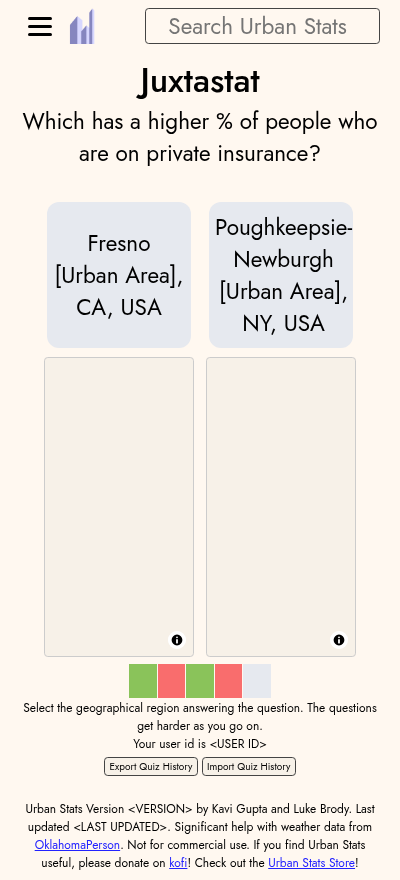 Search Urban Stats
Juxtastat
Which has a higher % of people who
are on private insurance?
Fresno
[Urban Area],
CA, USA
Poughkeepsie-
Newburgh
[Urban Area],
NY, USA
Select the geographical region answering the question. The questions
get harder as you go on.
Your user id is <USER ID>
Export Quiz History
Import Quiz History
Urban Stats Version <VERSION> by Kavi Gupta and Luke Brody. Last
updated <LAST UPDATED>. Significant help with weather data from
OklahomaPerson. Not for commercial use. If you find Urban Stats
useful, please donate on kofi! Check out the Urban Stats Store!